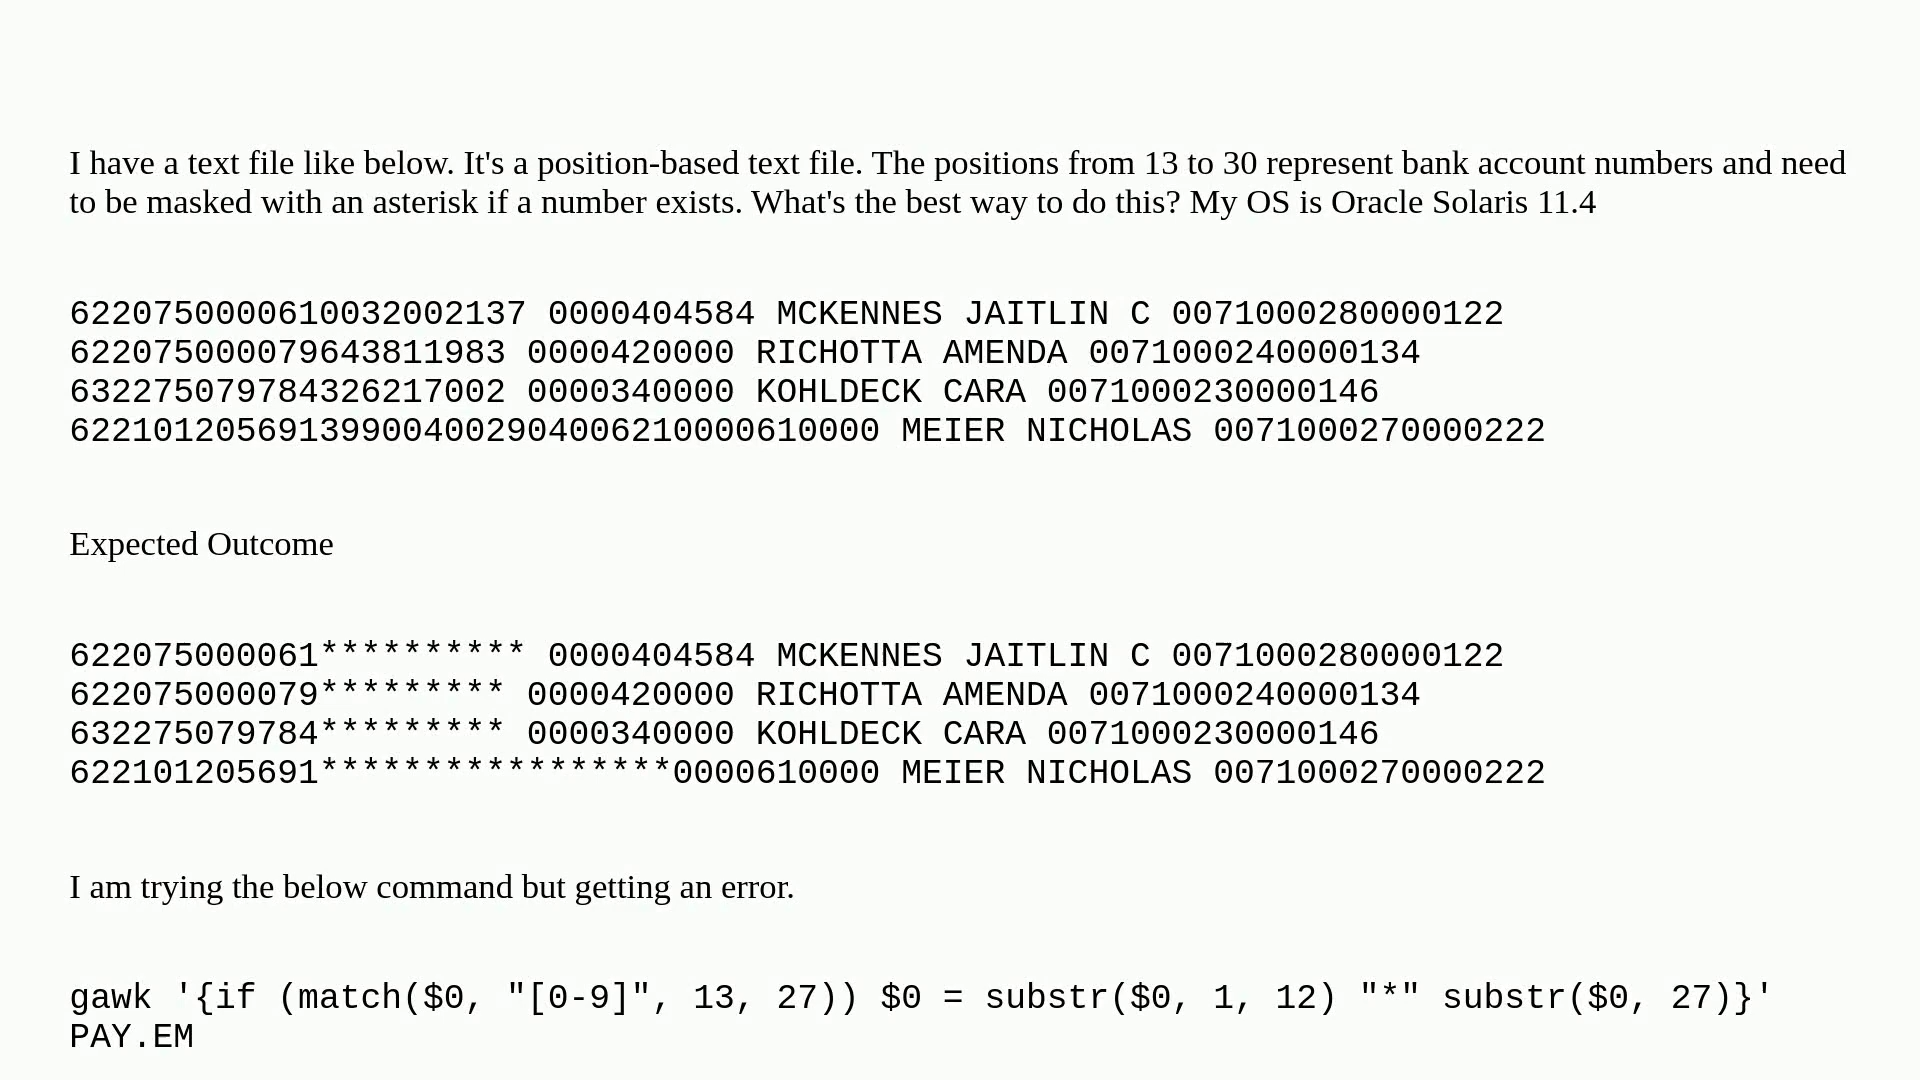 I have a text file like below. It's a position-based text file. The positions from 13 to 30 represent bank account numbers and need
to be masked with an asterisk if a number exists. What's the best way to do this? My OS is Oracle Solaris 11.4
6220750000610032002137 0000404584 MCKENNES JAITLIN C 0071000280000122
622075000079643811983 0000420000 RICHOTTA AMENDA 0071000240000134
632275079784326217002 0000340000 KOHLDECK CARA 0071000230000146
622101205691399004002904006210000610000 MEIER NICHOLAS 0071000270000222
Expected Outcome
622075000061********** 0000404584 MCKENNES JAITLIN C 0071000280000122
622075000079********* 0000420000 RICHOTTA AMENDA 0071000240000134
632275079784********* 0000340000 KOHLDECK CARA 0071000230000146
622101205691*****************0000610000 MEIER NICHOLAS 0071000270000222
I am trying the below command but getting an error.
gawk '{if (match($0, "[0-9]", 13, 27)) $0 = substr($0, 1, 12) "*" substr($0, 27)}'
PAY.EM